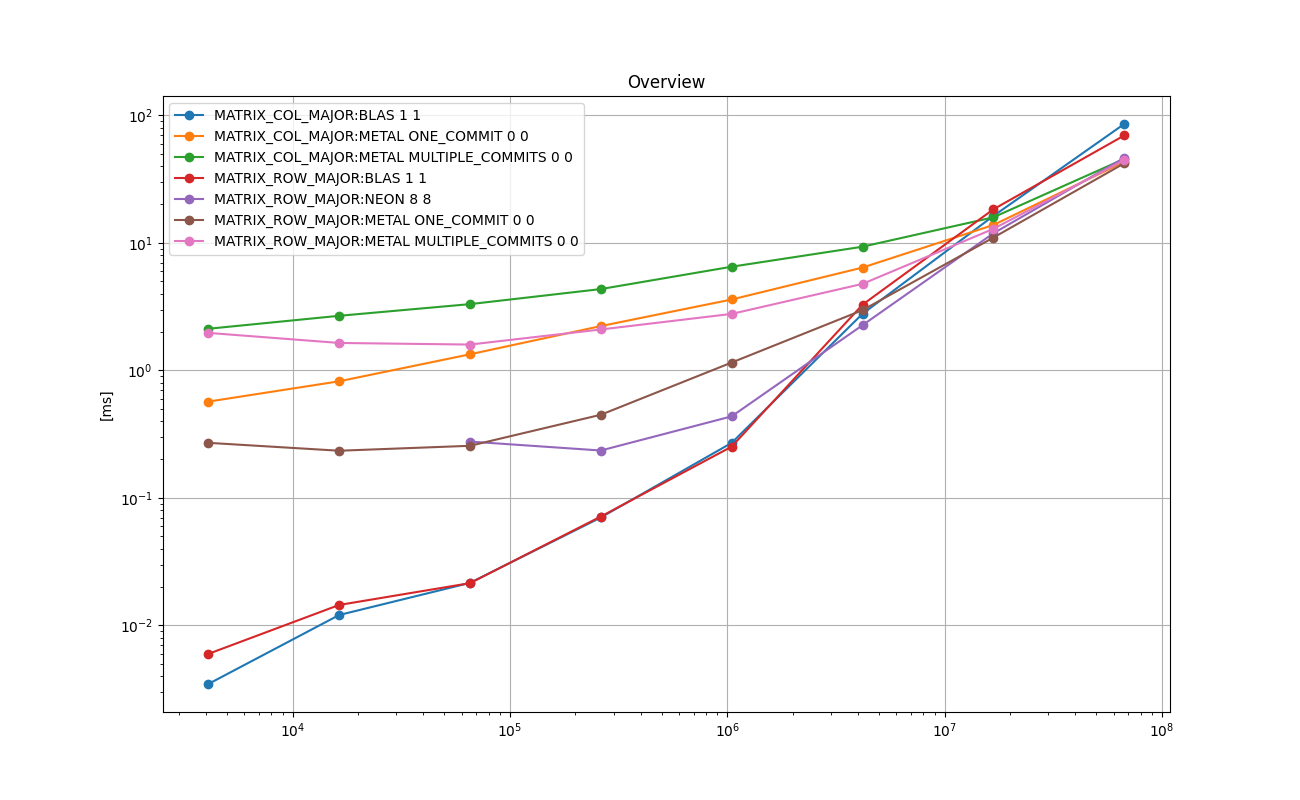 Overview
MATRIX_COL_MAJOR:BLAS 1 1
MATRIX_COL_MAJOR:METAL ONE_COMMIT 0 0
MATRIX_COL_MAJOR:METAL MULTIPLE_COMMITS 0 0
MATRIX_ROW_MAJOR:BLAS 1 1
MATRIX_ROW_MAJOR:NEON 8 8
MATRIX_ROW_MAJOR:METAL ONE_COMMIT 0 0
MATRIX_ROW_MAJOR:METAL MULTIPLE_COMMITS 0 0
10²
10¹
10⁰
10⁻¹
10⁻²
[ms]
10⁴ 10⁵ 10⁶ 10⁷ 10⁸